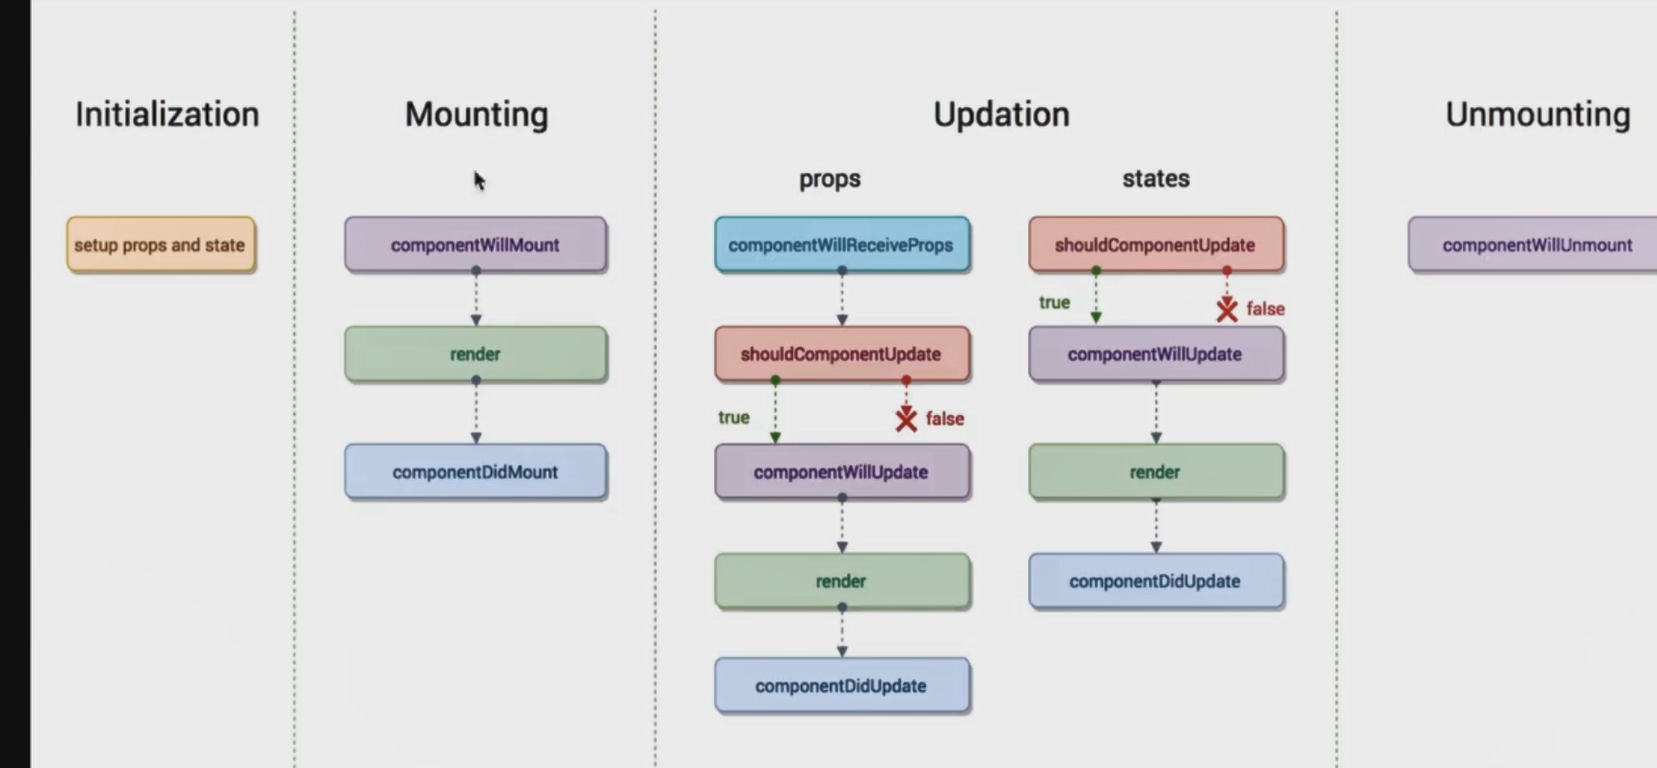 Initialization
Mounting
Updation
Unmounting
props
states
setup props and state
componentWillMount
render
componentDidMount
componentWillReceiveProps
shouldComponentUpdate
true
false
componentWillUpdate
render
componentDidUpdate
shouldComponentUpdate
true
false
componentWillUpdate
render
componentDidUpdate
componentWillUnmount